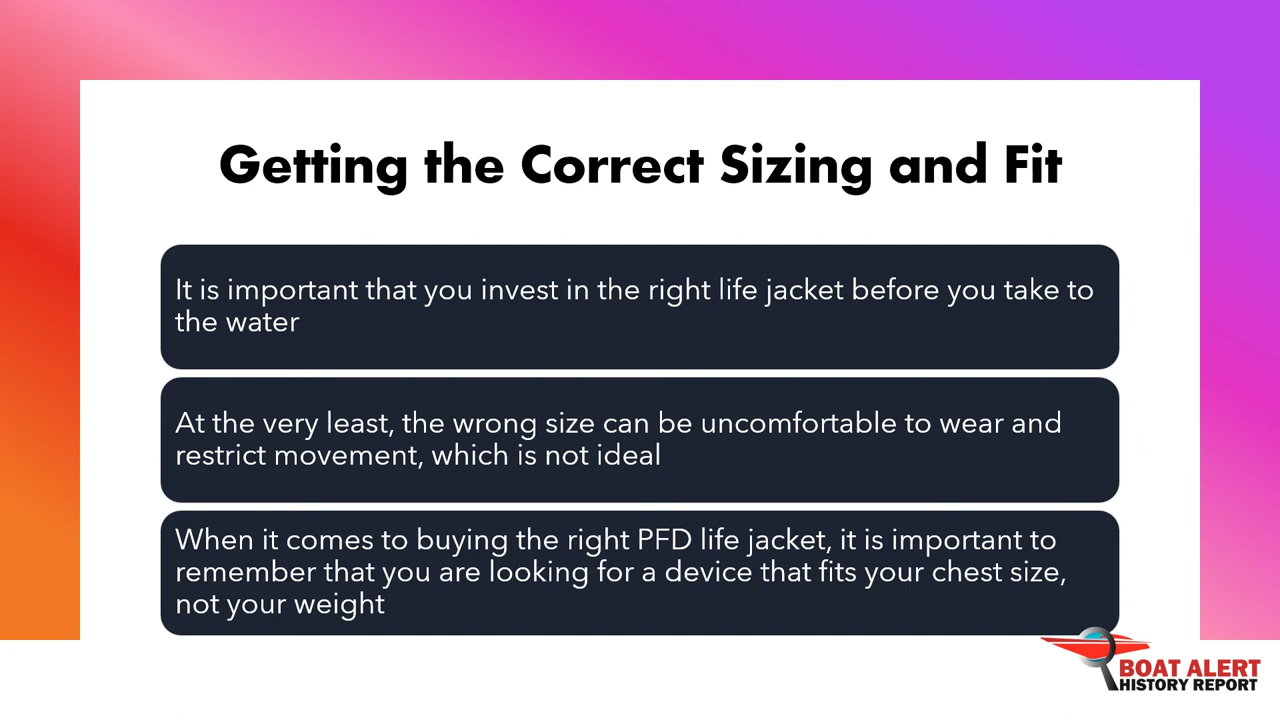 Getting the Correct Sizing and Fit
It is important that you invest in the right life jacket before you take to
the water
At the very least, the wrong size can be uncomfortable to wear and
restrict movement, which is not ideal
When it comes to buying the right PFD life jacket, it is important to
remember that you are looking for a device that fits your chest size,
not your weight
BOAT ALERT
HISTORY REPORT